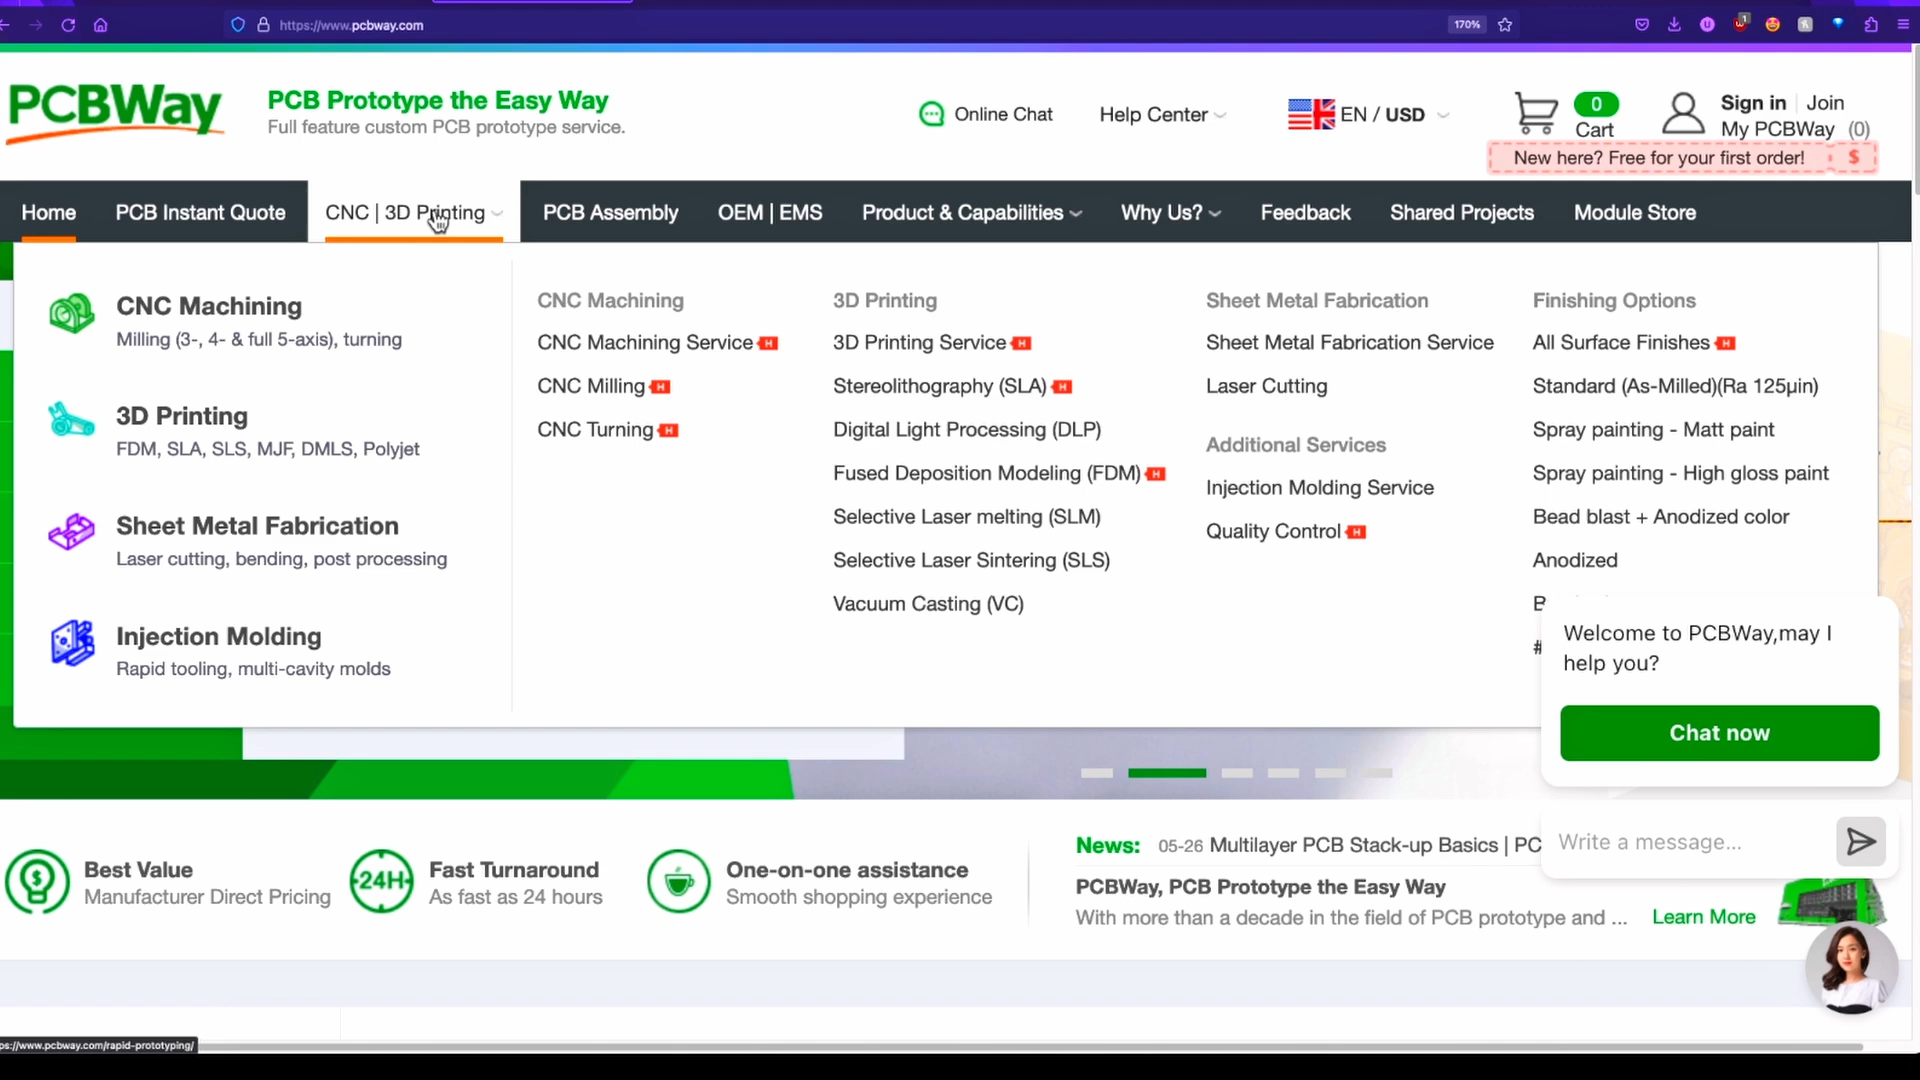 https://www.pcbway.com
170%
1
PCBWay
PCB Prototype the Easy Way
Full feature custom PCB prototype service.
Online Chat
Help Center
EN / USD
0
Cart
Sign in | Join
My PCBWay (0)
New here? Free for your first order!
$
Home
PCB Instant Quote
CNC | 3D Printing
PCB Assembly
OEM | EMS
Product & Capabilities
Why Us?
Feedback
Shared Projects
Module Store
CNC Machining
Milling (3-, 4- & full 5-axis), turning
3D Printing
FDM, SLA, SLS, MJF, DMLS, Polyjet
Sheet Metal Fabrication
Laser cutting, bending, post processing
Injection Molding
Rapid tooling, multi-cavity molds
CNC Machining
CNC Machining Service H
CNC Milling H
CNC Turning H
3D Printing
3D Printing Service H
Stereolithography (SLA) H
Digital Light Processing (DLP)
Fused Deposition Modeling (FDM) H
Selective Laser melting (SLM)
Selective Laser Sintering (SLS)
Vacuum Casting (VC)
Sheet Metal Fabrication
Sheet Metal Fabrication Service
Laser Cutting
Additional Services
Injection Molding Service
Quality Control H
Finishing Options
All Surface Finishes H
Standard (As-Milled)(Ra 125µin)
Spray painting - Matt paint
Spray painting - High gloss paint
Bead blast + Anodized color
Anodized
#
Welcome to PCBWay,may I
help you?
Chat now
Write a message...
Best Value
Manufacturer Direct Pricing
24H
Fast Turnaround
As fast as 24 hours
One-on-one assistance
Smooth shopping experience
News: 05-26 Multilayer PCB Stack-up Basics | PC
PCBWay, PCB Prototype the Easy Way
With more than a decade in the field of PCB prototype and ... Learn More
ps://www.pcbway.com/rapid-prototyping/